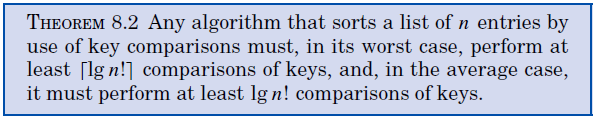 THEOREM 8.2 Any algorithm that sorts a list of n entries by
use of key comparisons must, in its worst case, perform at
least ⌈lg n!⌉ comparisons of keys, and, in the average case,
it must perform at least lg n! comparisons of keys.